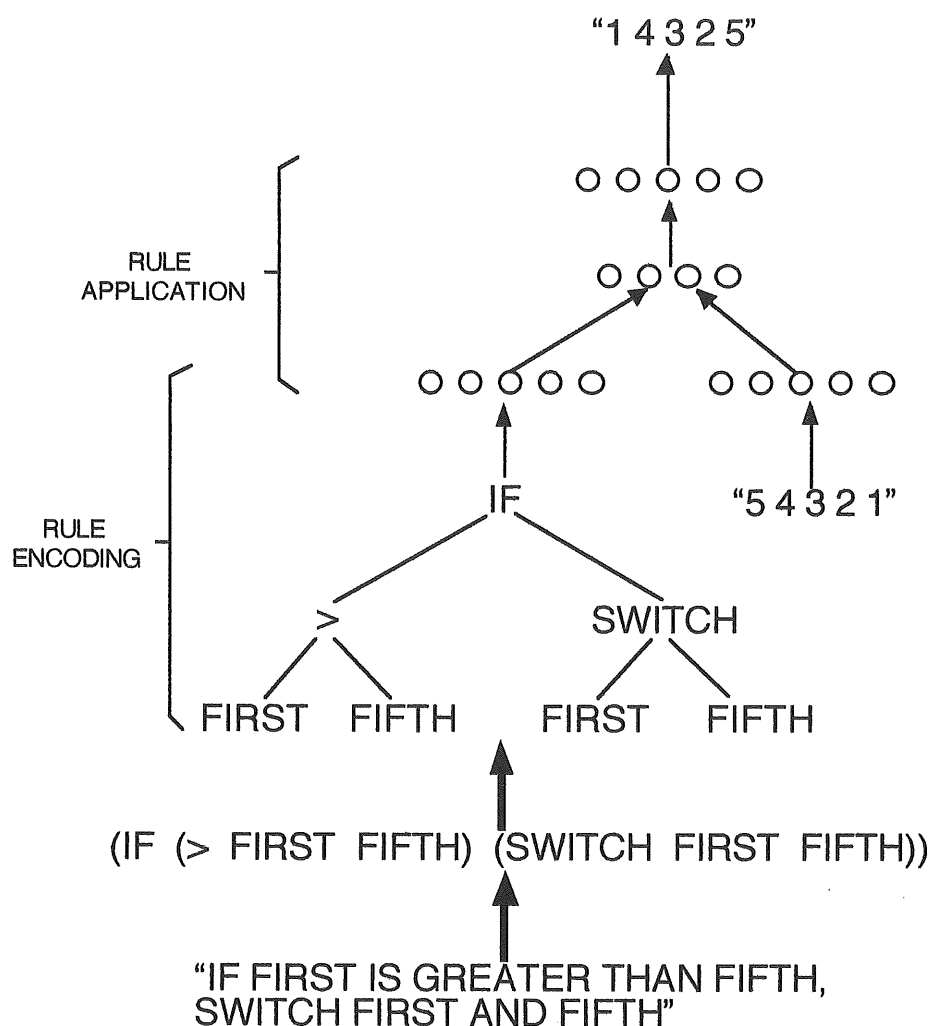 “1 4 3 2 5”
RULE
APPLICATION
IF
“5 4 3 2 1”
RULE
ENCODING
> SWITCH
FIRST FIFTH FIRST FIFTH
(IF (> FIRST FIFTH) (SWITCH FIRST FIFTH))
“IF FIRST IS GREATER THAN FIFTH,
SWITCH FIRST AND FIFTH”